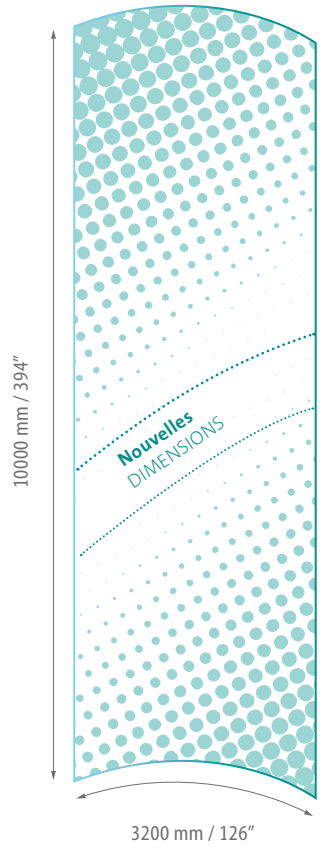 10000 mm / 394”
Nouvelles
DIMENSIONS
3200 mm / 126”